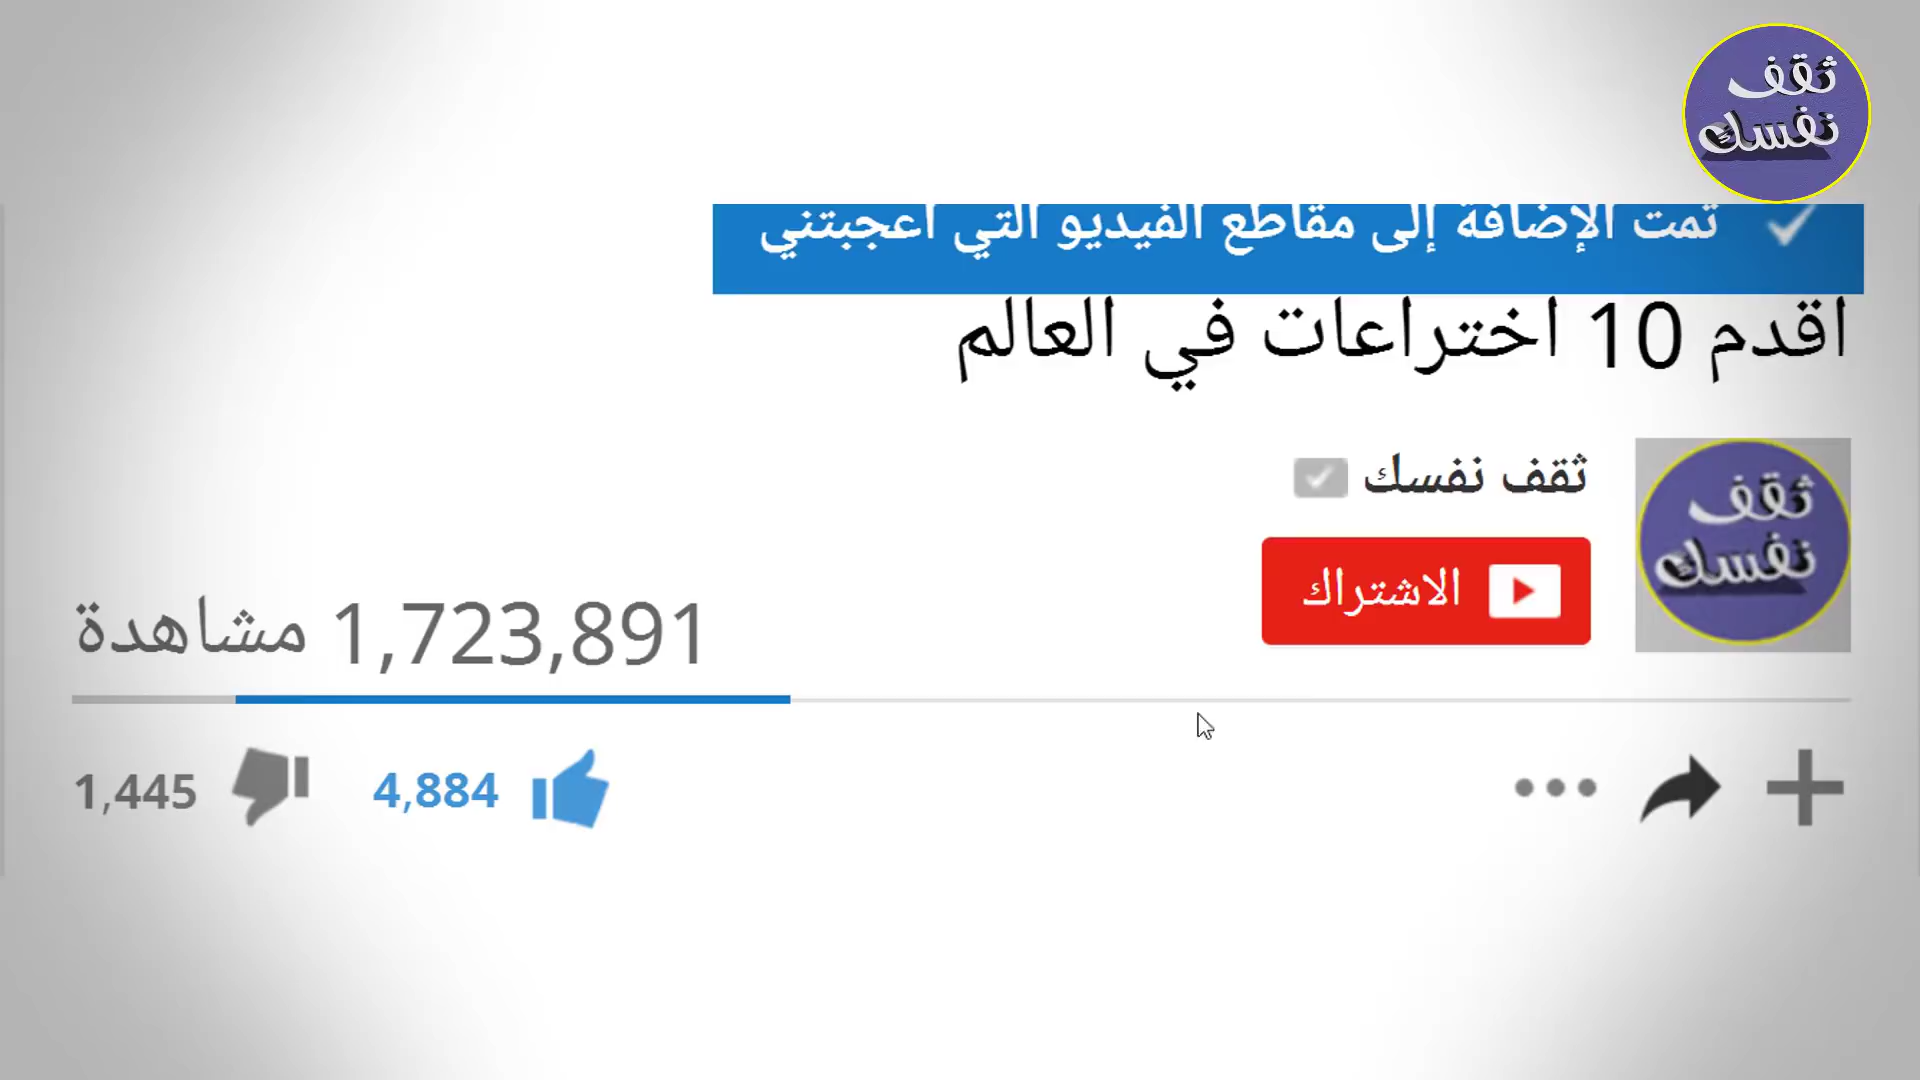 ثقف
نفسك
تمت الإضافة إلى مقاطع الفيديو التي أعجبتني
أقدم 10 اختراعات في العالم
ثقف نفسك
ثقف
نفسك
الاشتراك
1,723,891 مشاهدة
4,884
1,445